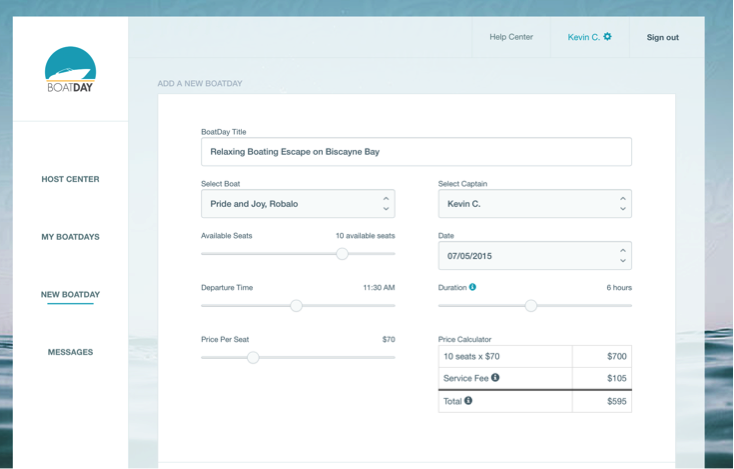 Help Center
Kevin C.
Sign out
BOATDAY
ADD A NEW BOATDAY
HOST CENTER
MY BOATDAYS
NEW BOATDAY
MESSAGES
BoatDay Title
Relaxing Boating Escape on Biscayne Bay
Select Boat
Pride and Joy, Robalo
Select Captain
Kevin C.
Available Seats 10 available seats
Date
07/05/2015
Departure Time 11:30 AM
Duration 6 hours
Price Per Seat $70
Price Calculator
10 seats x $70 $700
Service Fee $105
Total $595